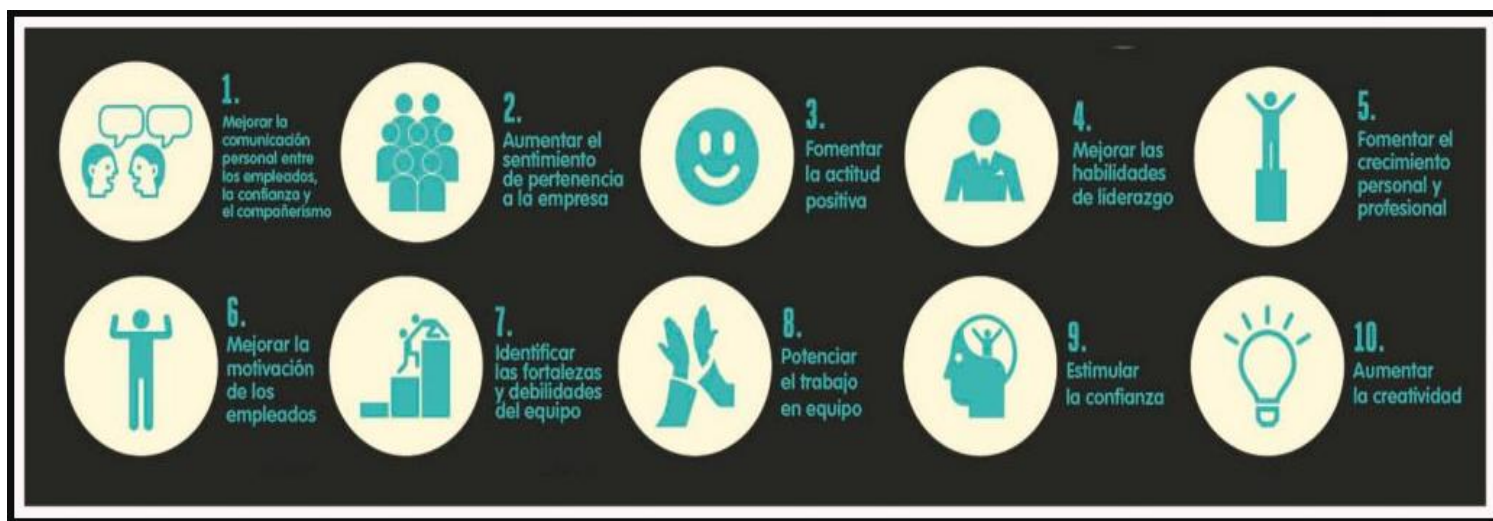 1.
Mejorar la
comunicación
personal entre
los empleados,
la confianza y
el compañerismo
2.
Aumentar el
sentimiento
de pertenencia
a la empresa
3.
Fomentar
la actitud
positiva
4.
Mejorar las
habilidades
de liderazgo
5.
Fomentar el
crecimiento
personal y
profesional
6.
Mejorar la
motivación
de los
empleados
7.
Identificar
las fortalezas
y debilidades
del equipo
8.
Potenciar
el trabajo
en equipo
9.
Estimular
la confianza
10.
Aumentar
la creatividad